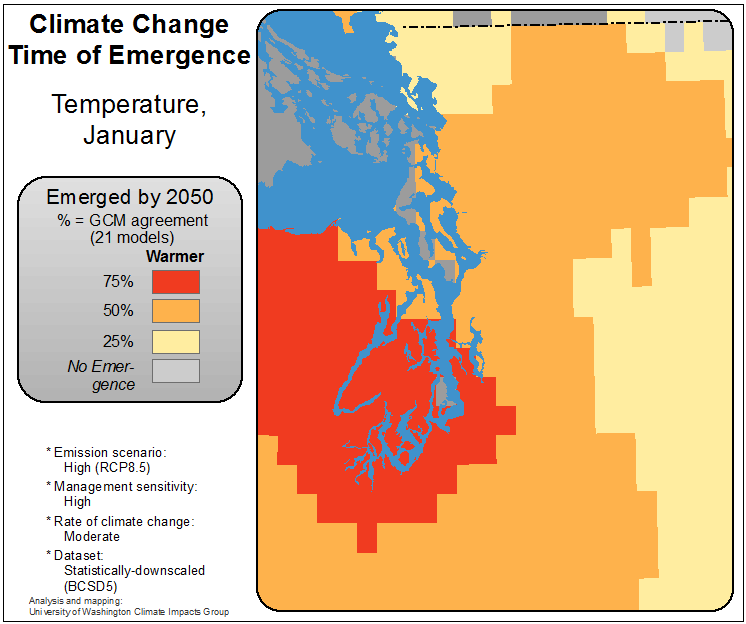 Climate Change
Time of Emergence
Temperature,
January
Emerged by 2050
% = GCM agreement
(21 models)
Warmer
75%
50%
25%
No Emer-
gence
* Emission scenario:
High (RCP8.5)
* Management sensitivity:
High
* Rate of climate change:
Moderate
* Dataset:
Statistically-downscaled
(BCSD5)
Analysis and mapping:
University of Washington Climate Impacts Group